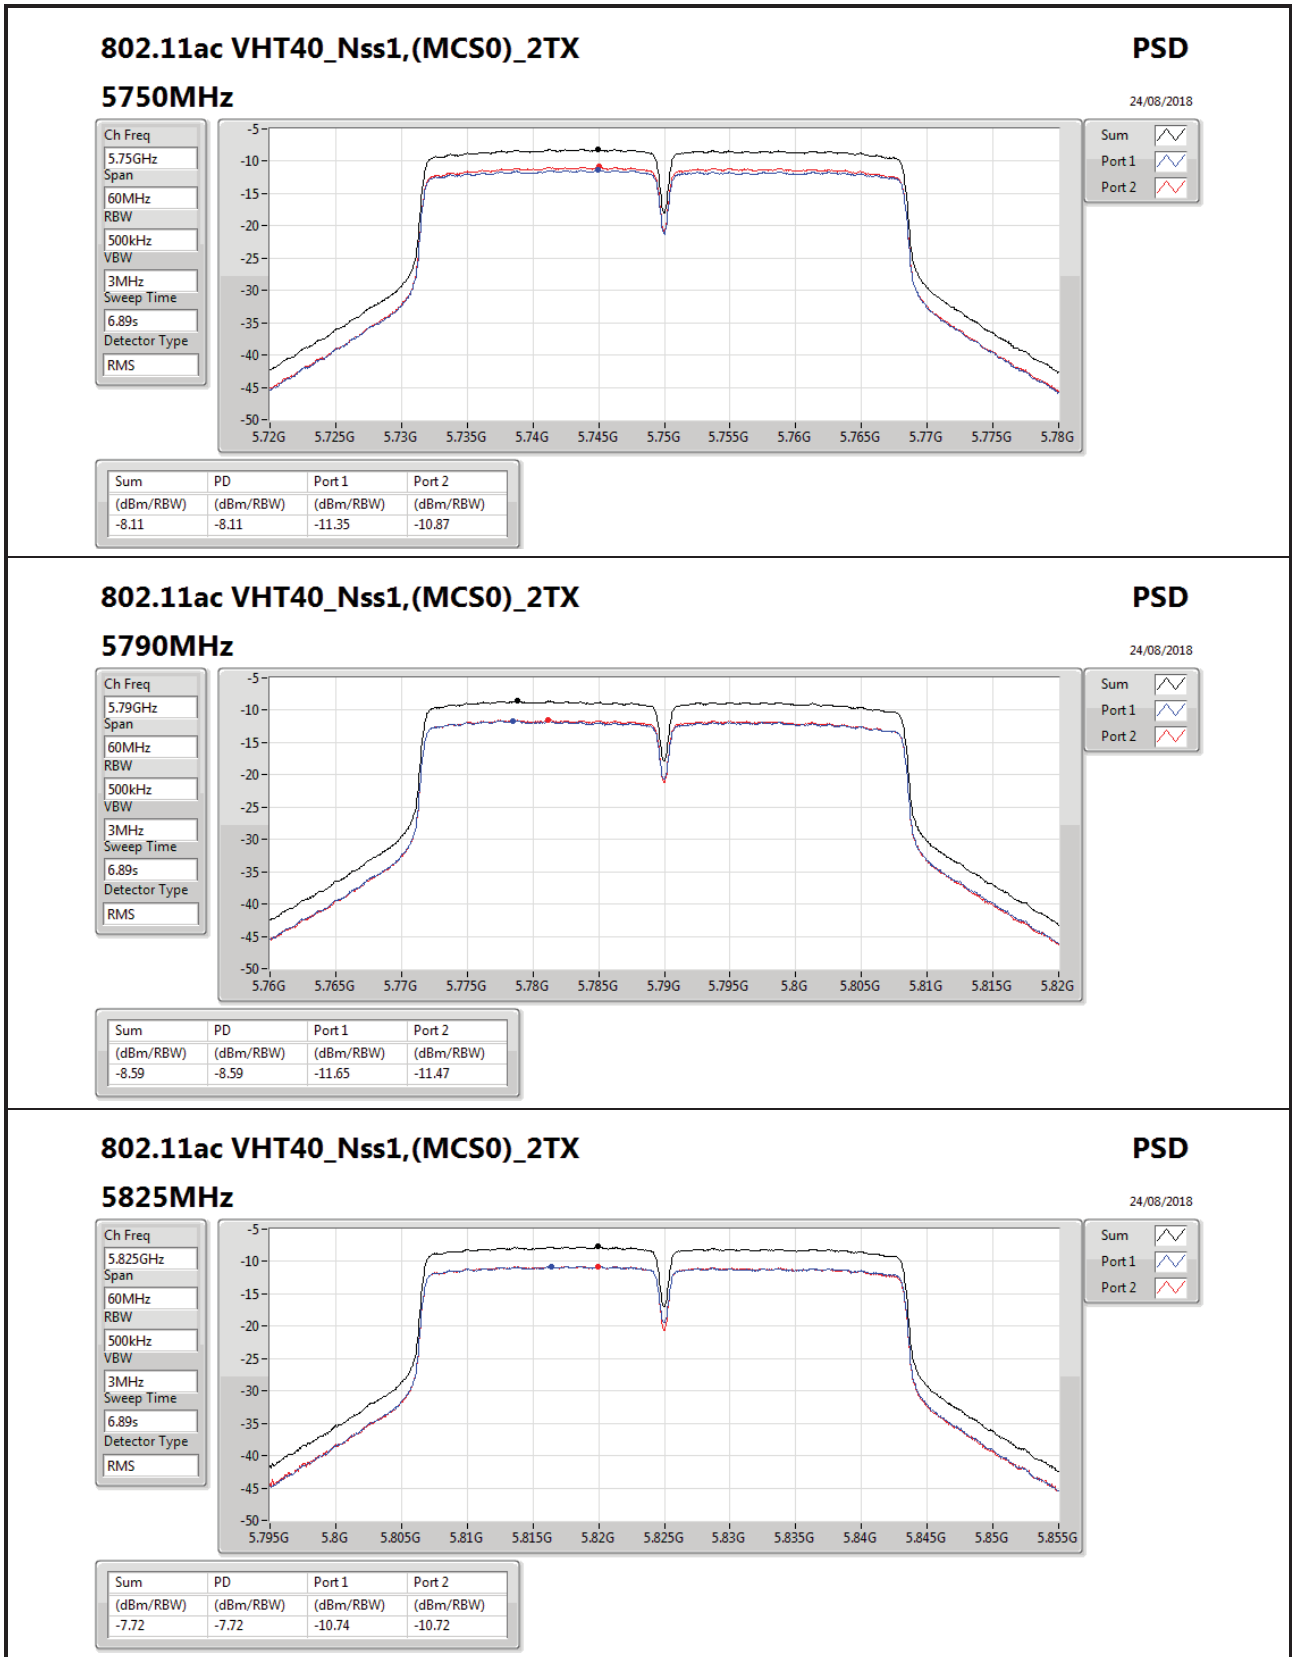 802.11ac VHT40_Nss1,(MCS0)_2TX PSD
5750MHz 24/08/2018
Ch Freq
5.75GHz
Span
60MHz
RBW
500kHz
VBW
3MHz
Sweep Time
6.89s
Detector Type
RMS
-5
-10
-15
-20
-25
-30
-35
-40
-45
-50
5.72G 5.725G 5.73G 5.735G 5.74G 5.745G 5.75G 5.755G 5.76G 5.765G 5.77G 5.775G 5.78G
Sum
Port 1
Port 2
Sum PD Port 1 Port 2
(dBm/RBW) (dBm/RBW) (dBm/RBW) (dBm/RBW)
-8.11 -8.11 -11.35 -10.87
802.11ac VHT40_Nss1,(MCS0)_2TX PSD
5790MHz 24/08/2018
Ch Freq
5.79GHz
Span
60MHz
RBW
500kHz
VBW
3MHz
Sweep Time
6.89s
Detector Type
RMS
-5
-10
-15
-20
-25
-30
-35
-40
-45
-50
5.76G 5.765G 5.77G 5.775G 5.78G 5.785G 5.79G 5.795G 5.8G 5.805G 5.81G 5.815G 5.82G
Sum
Port 1
Port 2
Sum PD Port 1 Port 2
(dBm/RBW) (dBm/RBW) (dBm/RBW) (dBm/RBW)
-8.59 -8.59 -11.65 -11.47
802.11ac VHT40_Nss1,(MCS0)_2TX PSD
5825MHz 24/08/2018
Ch Freq
5.825GHz
Span
60MHz
RBW
500kHz
VBW
3MHz
Sweep Time
6.89s
Detector Type
RMS
-5
-10
-15
-20
-25
-30
-35
-40
-45
-50
5.795G 5.8G 5.805G 5.81G 5.815G 5.82G 5.825G 5.83G 5.835G 5.84G 5.845G 5.85G 5.855G
Sum
Port 1
Port 2
Sum PD Port 1 Port 2
(dBm/RBW) (dBm/RBW) (dBm/RBW) (dBm/RBW)
-7.72 -7.72 -10.74 -10.72